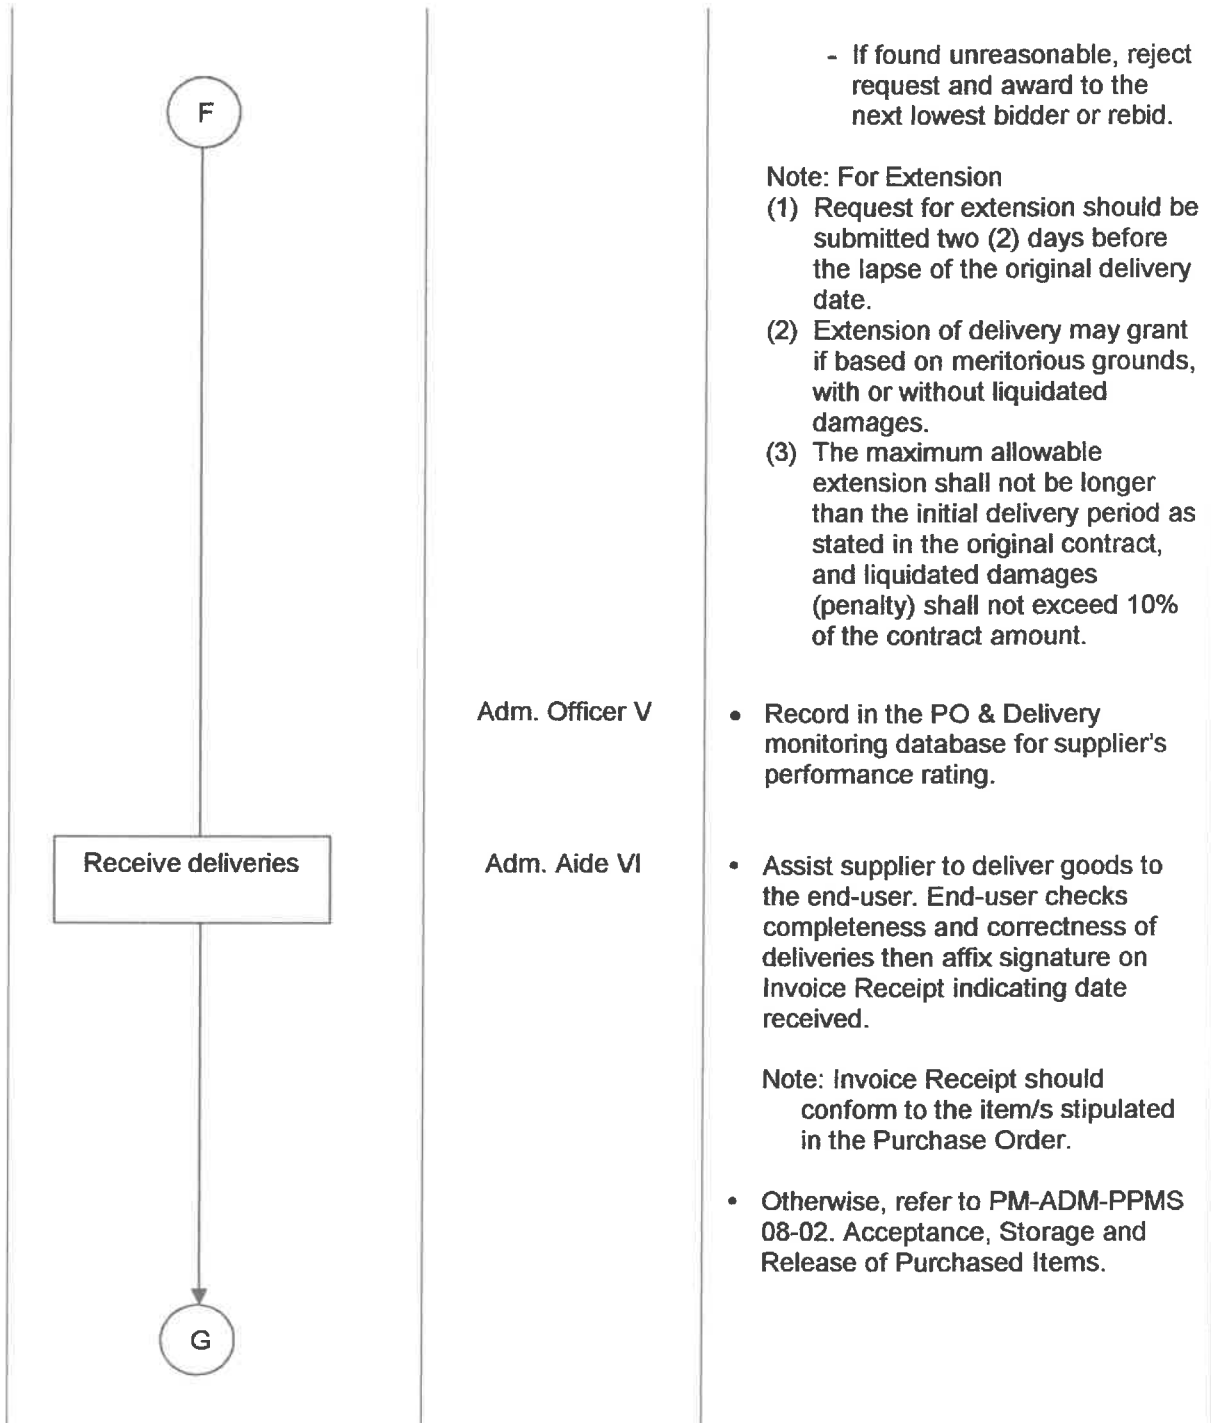 F
- If found unreasonable, reject
request and award to the
next lowest bidder or rebid.
Note: For Extension
(1) Request for extension should be
submitted two (2) days before
the lapse of the original delivery
date.
(2) Extension of delivery may grant
if based on meritorious grounds,
with or without liquidated
damages.
(3) The maximum allowable
extension shall not be longer
than the initial delivery period as
stated in the original contract,
and liquidated damages
(penalty) shall not exceed 10%
of the contract amount.
Adm. Officer V
• Record in the PO & Delivery
monitoring database for supplier's
performance rating.
Receive deliveries
Adm. Aide VI
• Assist supplier to deliver goods to
the end-user. End-user checks
completeness and correctness of
deliveries then affix signature on
Invoice Receipt indicating date
received.
Note: Invoice Receipt should
conform to the item/s stipulated
in the Purchase Order.
• Otherwise, refer to PM-ADM-PPMS
08-02. Acceptance, Storage and
Release of Purchased Items.
G